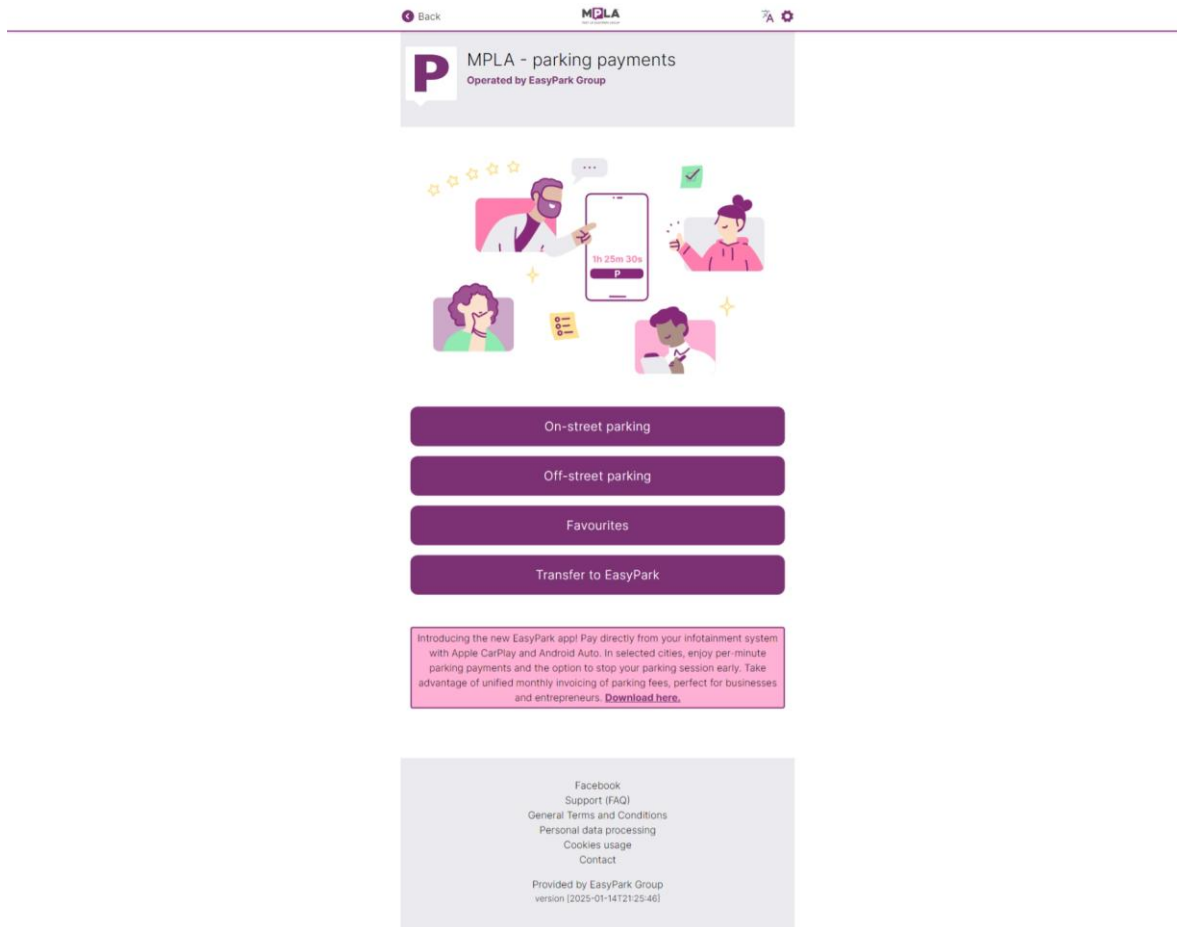 Back
MPLA
MPLA - parking payments
Operated by EasyPark Group
P
...
1h 25m 30s
P
On-street parking
Off-street parking
Favourites
Transfer to EasyPark
Introducing the new EasyPark app! Pay directly from your infotainment system
with Apple CarPlay and Android Auto. In selected cities, enjoy per-minute
parking payments and the option to stop your parking session early. Take
advantage of unified monthly invoicing of parking fees, perfect for businesses
and entrepreneurs. Download here.
Facebook
Support (FAQ)
General Terms and Conditions
Personal data processing
Cookies usage
Contact
Provided by EasyPark Group
version [2025-01-14T21:25:46]